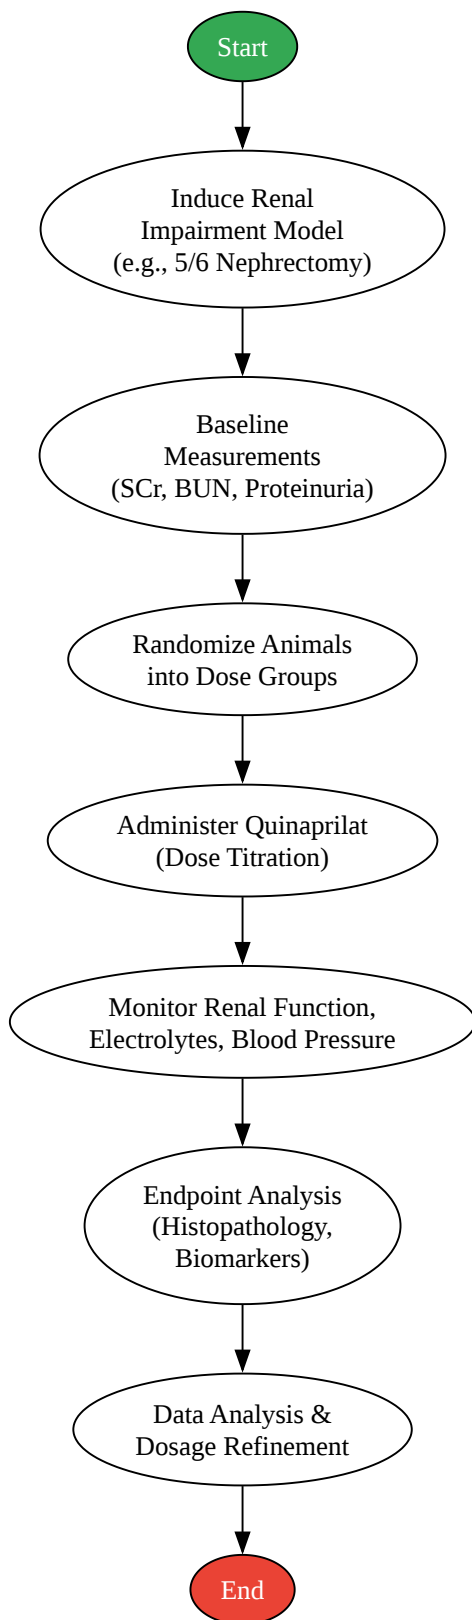 Start
Induce Renal
Impairment Model
(e.g., 5/6 Nephrectomy)
Baseline
Measurements
(SCr, BUN, Proteinuria)
Randomize Animals
into Dose Groups
Administer Quinaprilat
(Dose Titration)
Monitor Renal Function,
Electrolytes, Blood Pressure
Endpoint Analysis
(Histopathology,
Biomarkers)
Data Analysis &
Dosage Refinement
End